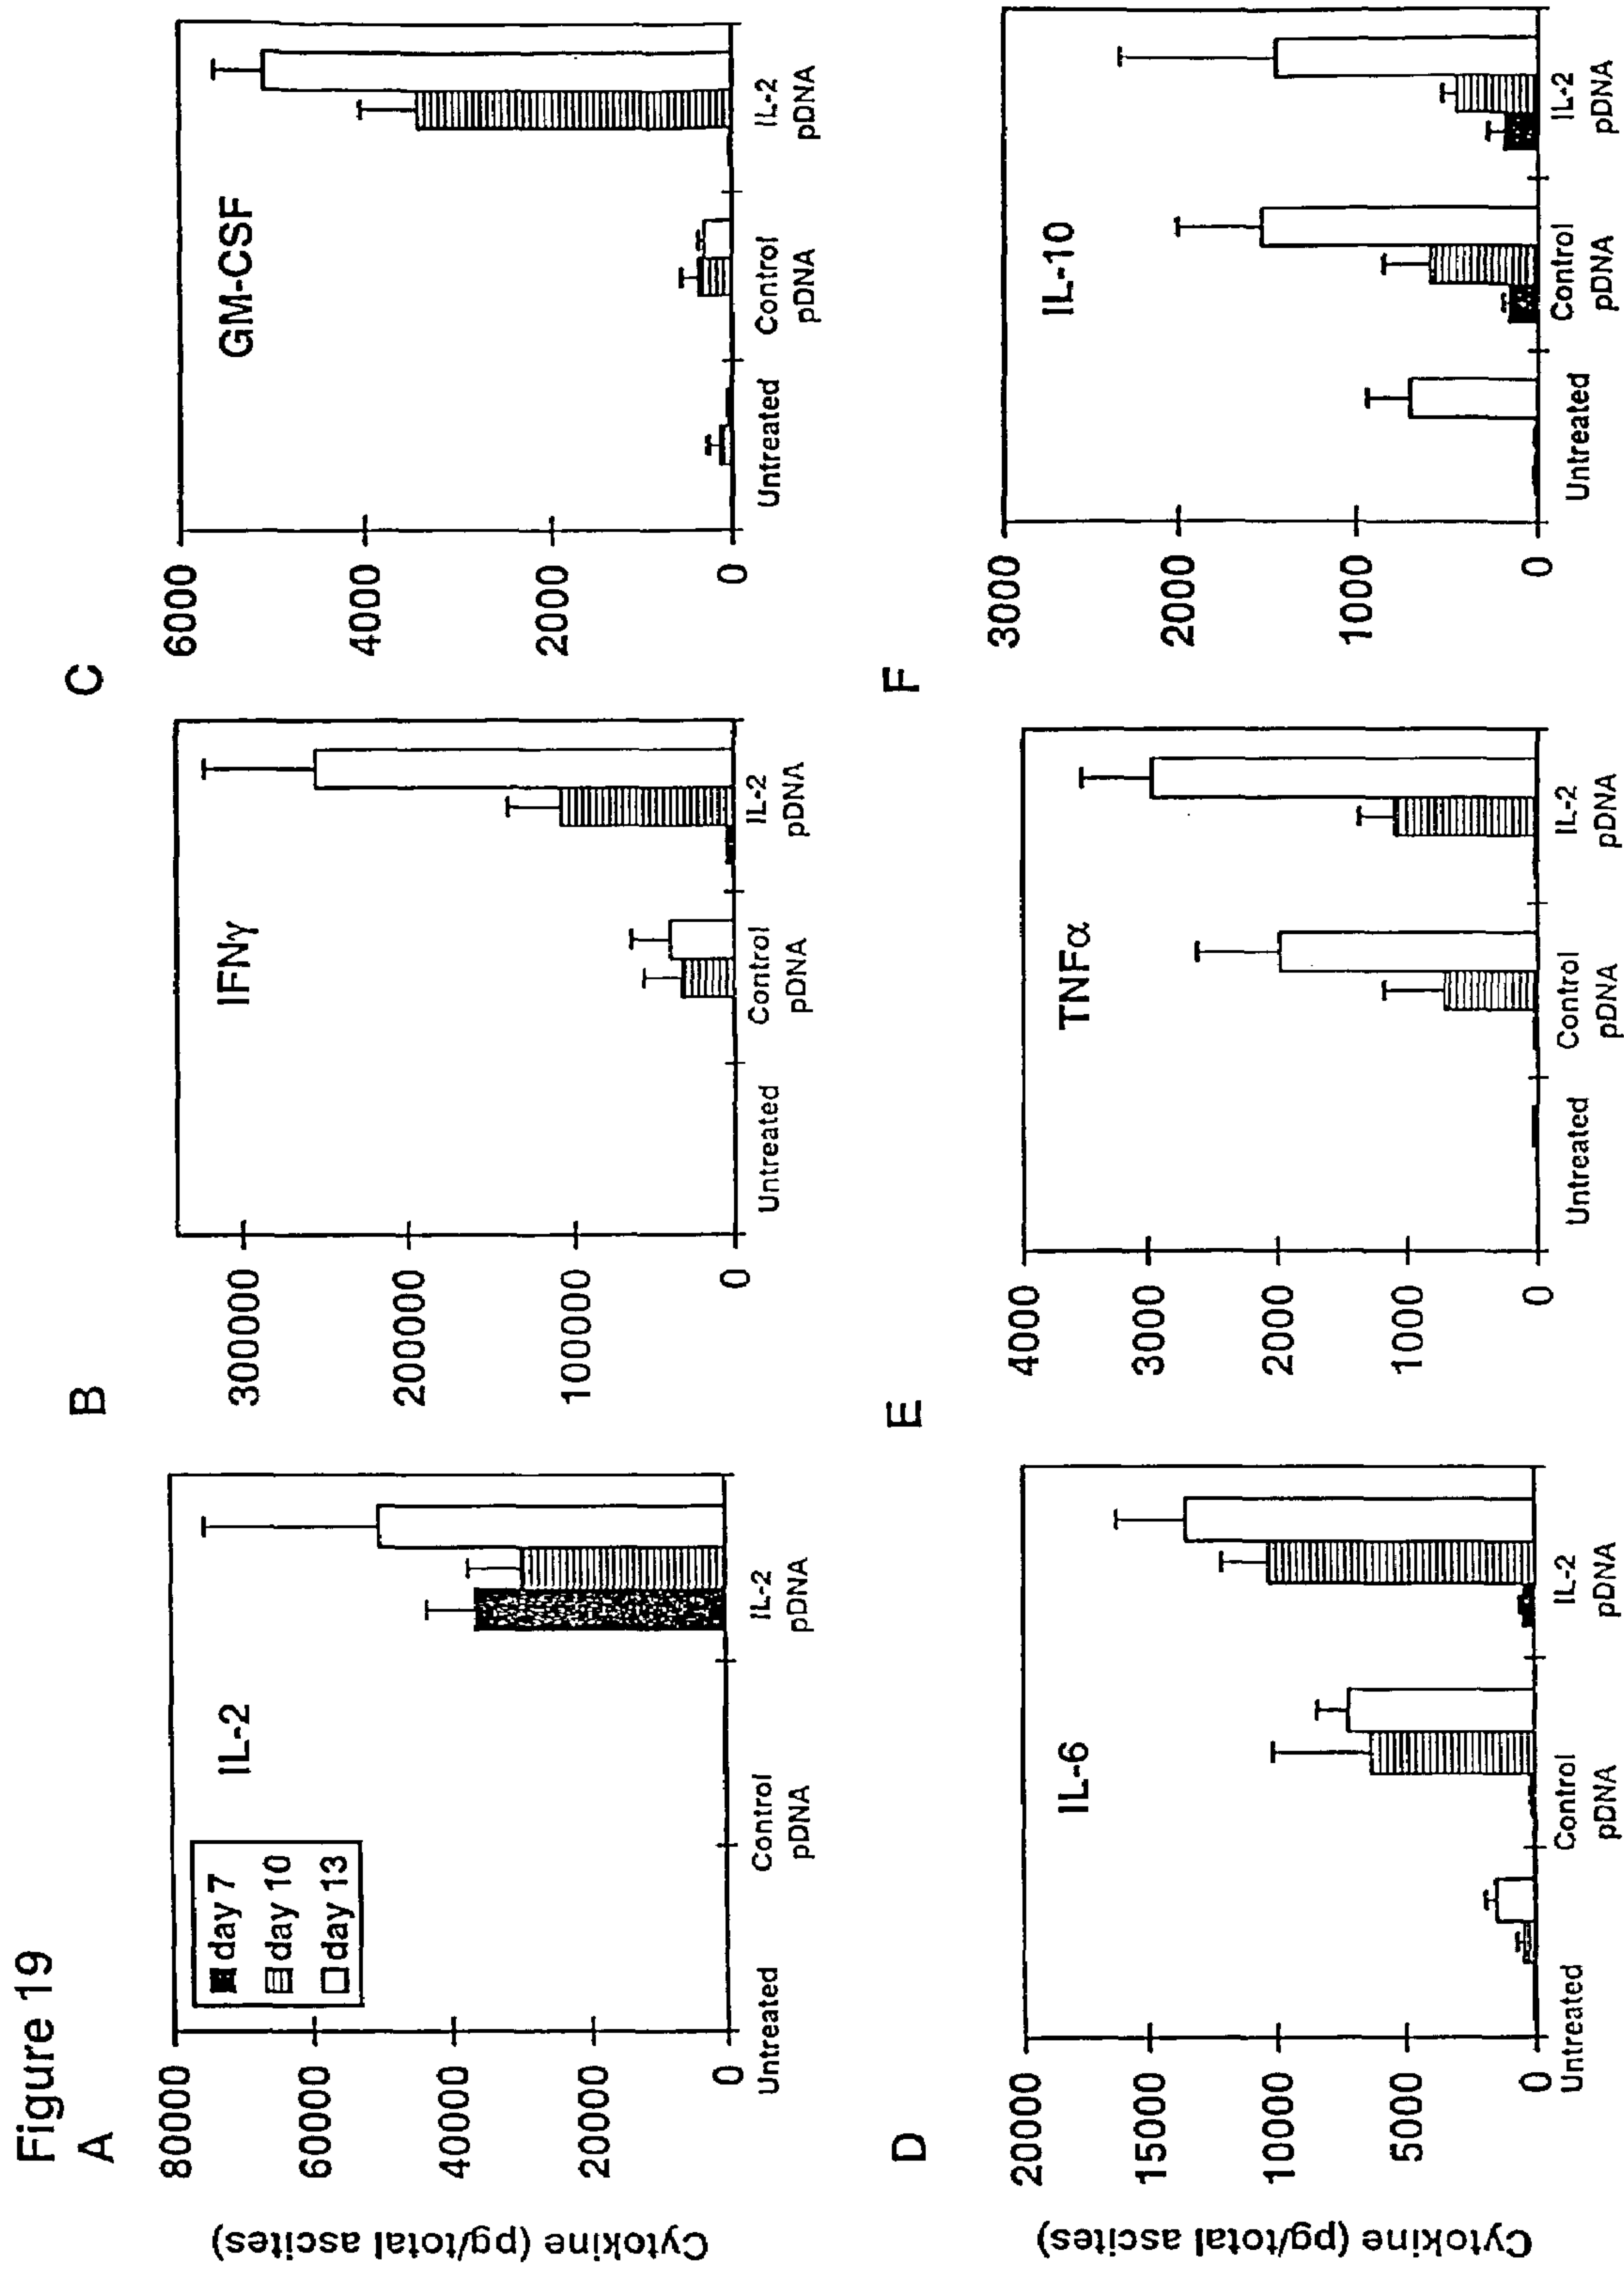 Figure 19
A
Cytokine (pg/total ascites)
80000
60000
40000
20000
0
day 7
day 10
day 13
IL-2
Untreated
Control
pDNA
IL-2
pDNA
B
300000
200000
100000
0
IFNγ
Untreated
Control
pDNA
IL-2
pDNA
C
6000
4000
2000
0
GM-CSF
Untreated
Control
pDNA
IL-2
pDNA
D
Cytokine (pg/total ascites)
20000
15000
10000
5000
0
IL-6
Untreated
Control
pDNA
IL-2
pDNA
E
4000
3000
2000
1000
0
TNFα
Untreated
Control
pDNA
IL-2
pDNA
F
3000
2000
1000
0
IL-10
Untreated
Control
pDNA
IL-2
pDNA